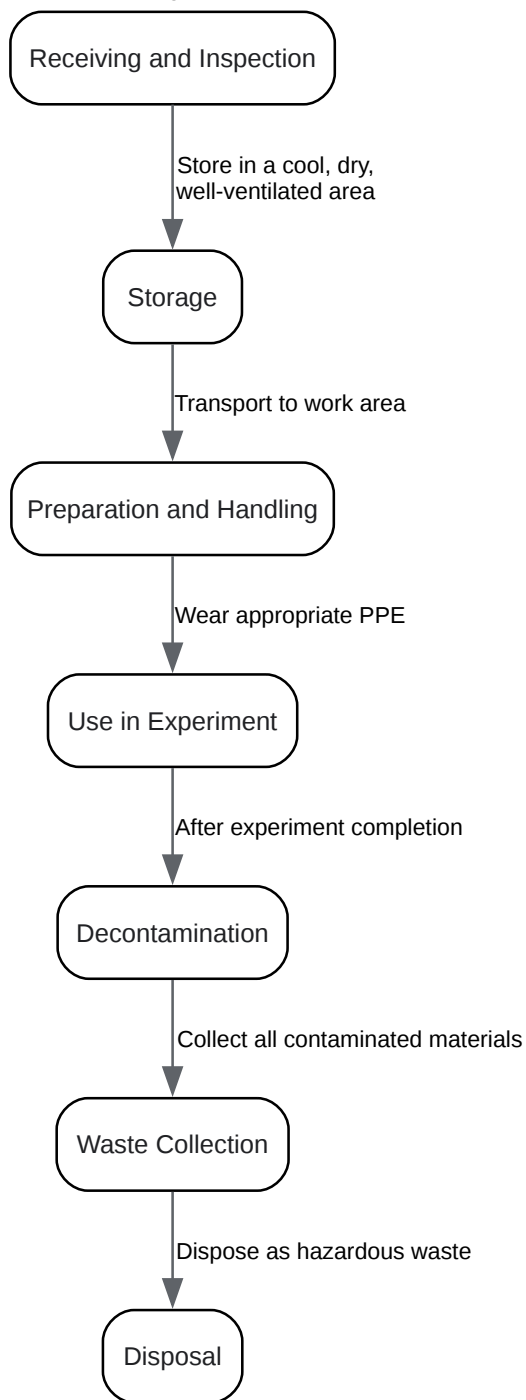 Receiving and Inspection
Store in a cool, dry,
well-ventilated area
Storage
Transport to work area
Preparation and Handling
Wear appropriate PPE
Use in Experiment
After experiment completion
Decontamination
Collect all contaminated materials
Waste Collection
Dispose as hazardous waste
Disposal